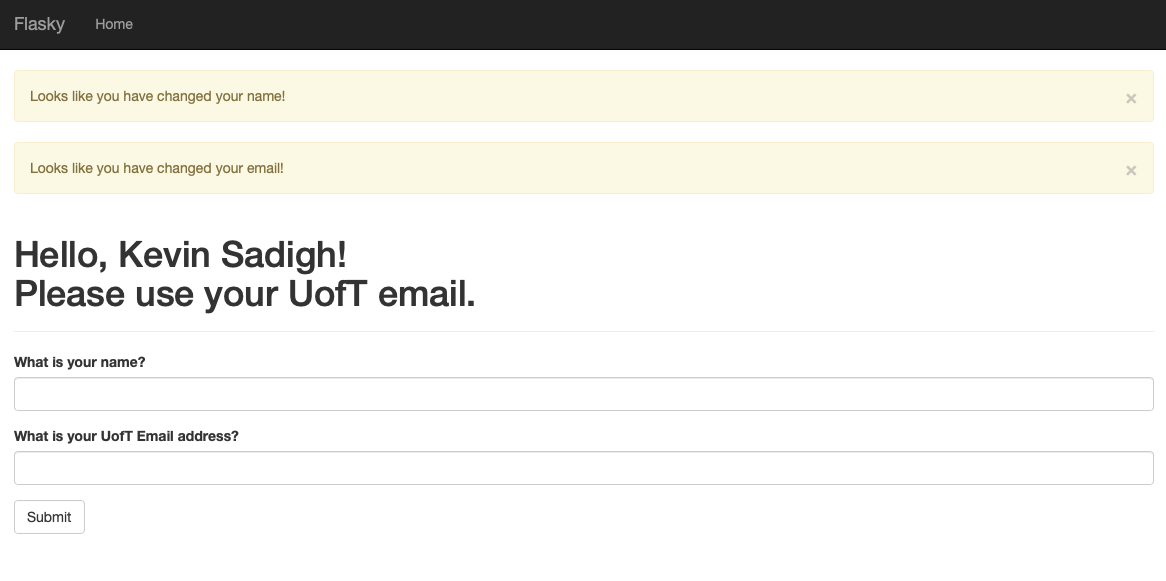 Flasky Home
Looks like you have changed your name! ×
Looks like you have changed your email! ×
Hello, Kevin Sadigh!
Please use your UofT email.
What is your name?
What is your UofT Email address?
Submit